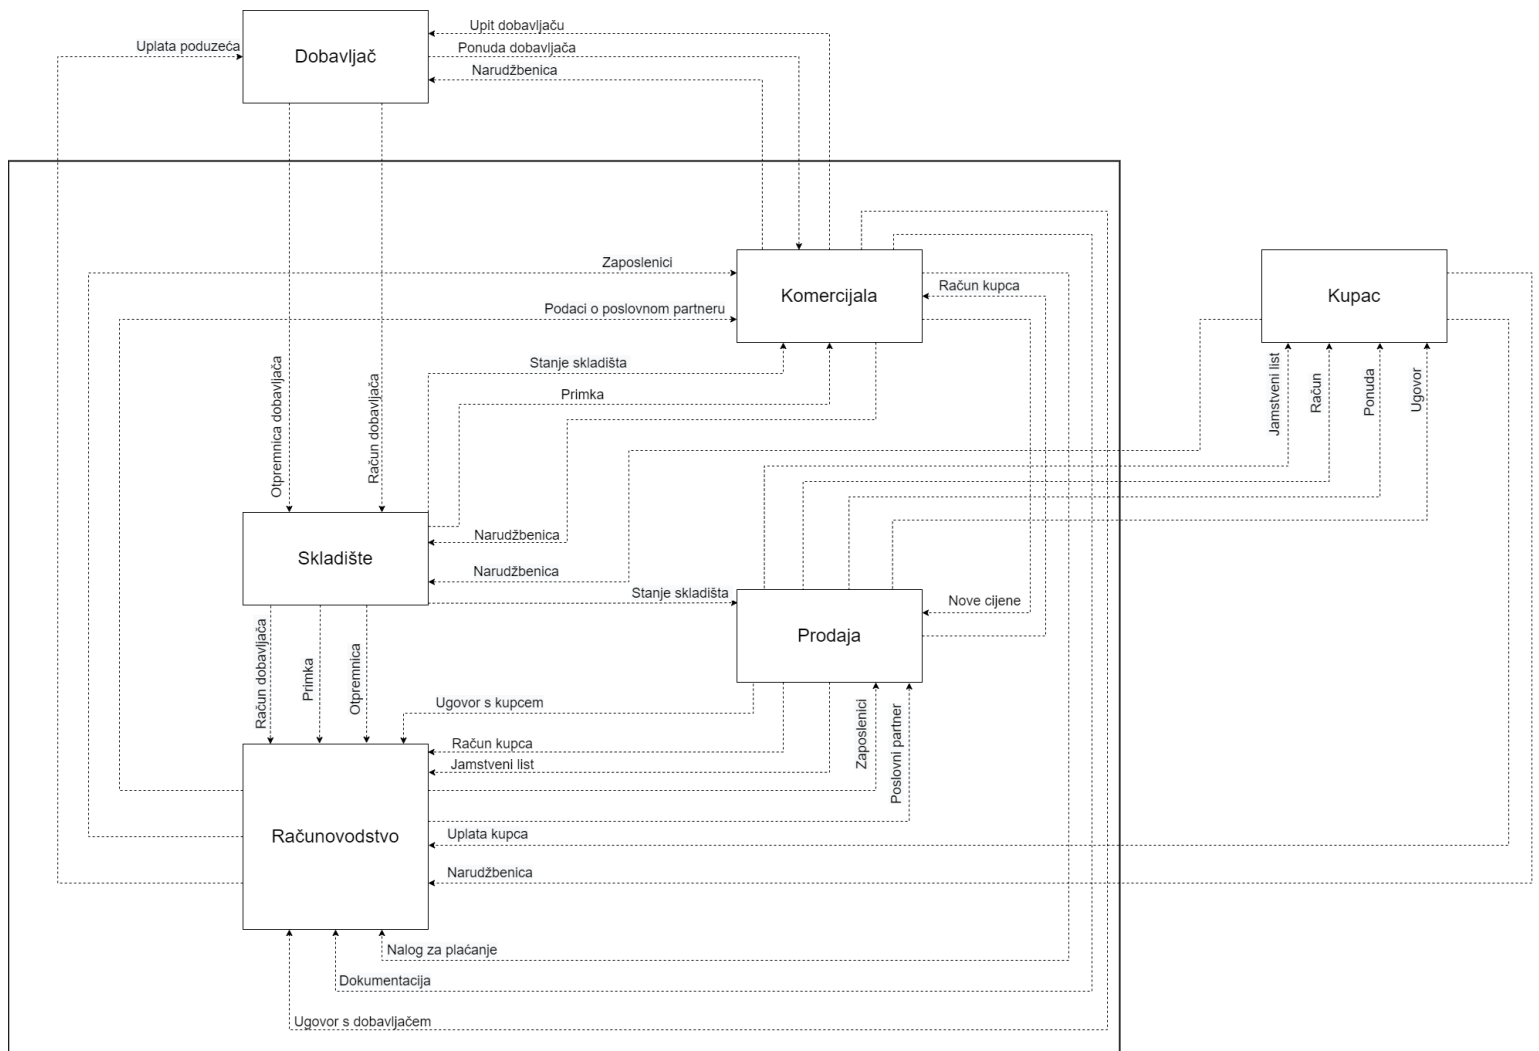 Upit dobavljaču
Uplata poduzeća
Ponuda dobavljača
Dobavljač
Narudžbenica
Zaposlenici
Račun kupca
Komercijala
Kupac
Podaci o poslovnom partneru
Stanje skladišta
Primka
Jamstveni list
Račun
Ponuda
Ugovor
Otpremnica dobavljača
Račun dobavljača
Narudžbenica
Skladište
Narudžbenica
Stanje skladišta
Nove cijene
Prodaja
Račun dobavljača
Primka
Otpremnica
Ugovor s kupcem
Zaposlenici
Poslovni partner
Račun kupca
Jamstveni list
Računovodstvo
Uplata kupca
Narudžbenica
Nalog za plaćanje
Dokumentacija
Ugovor s dobavljačem